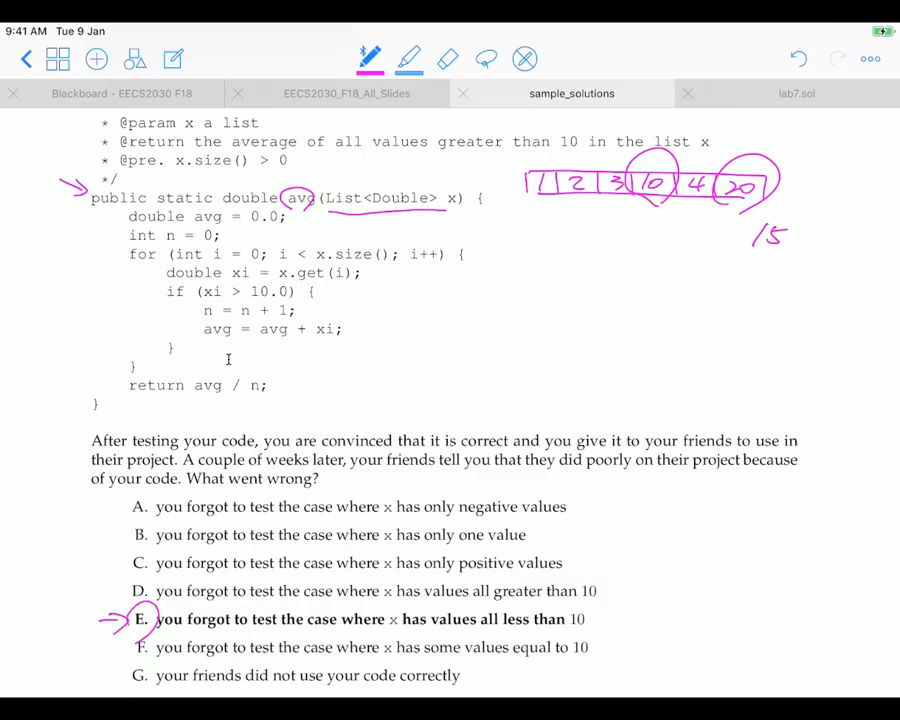 9:41 AM Tue 9 Jan
Blackboard - EECS2030 F18 EECS2030_F18_All_Slides sample_solutions lab7.sol
* @param x a list
* @return the average of all values greater than 10 in the list x
* @pre. x.size() > 0
*/
public static double avg(List<Double> x) {
double avg = 0.0;
int n = 0;
for (int i = 0; i < x.size(); i++) {
double xi = x.get(i);
if (xi > 10.0) {
n = n + 1;
avg = avg + xi;
}
}
return avg / n;
}
1 2 3 10 4 20
15
After testing your code, you are convinced that it is correct and you give it to your friends to use in
their project. A couple of weeks later, your friends tell you that they did poorly on their project because
of your code. What went wrong?
A. you forgot to test the case where x has only negative values
B. you forgot to test the case where x has only one value
C. you forgot to test the case where x has only positive values
D. you forgot to test the case where x has values all greater than 10
E. you forgot to test the case where x has values all less than 10
F. you forgot to test the case where x has some values equal to 10
G. your friends did not use your code correctly